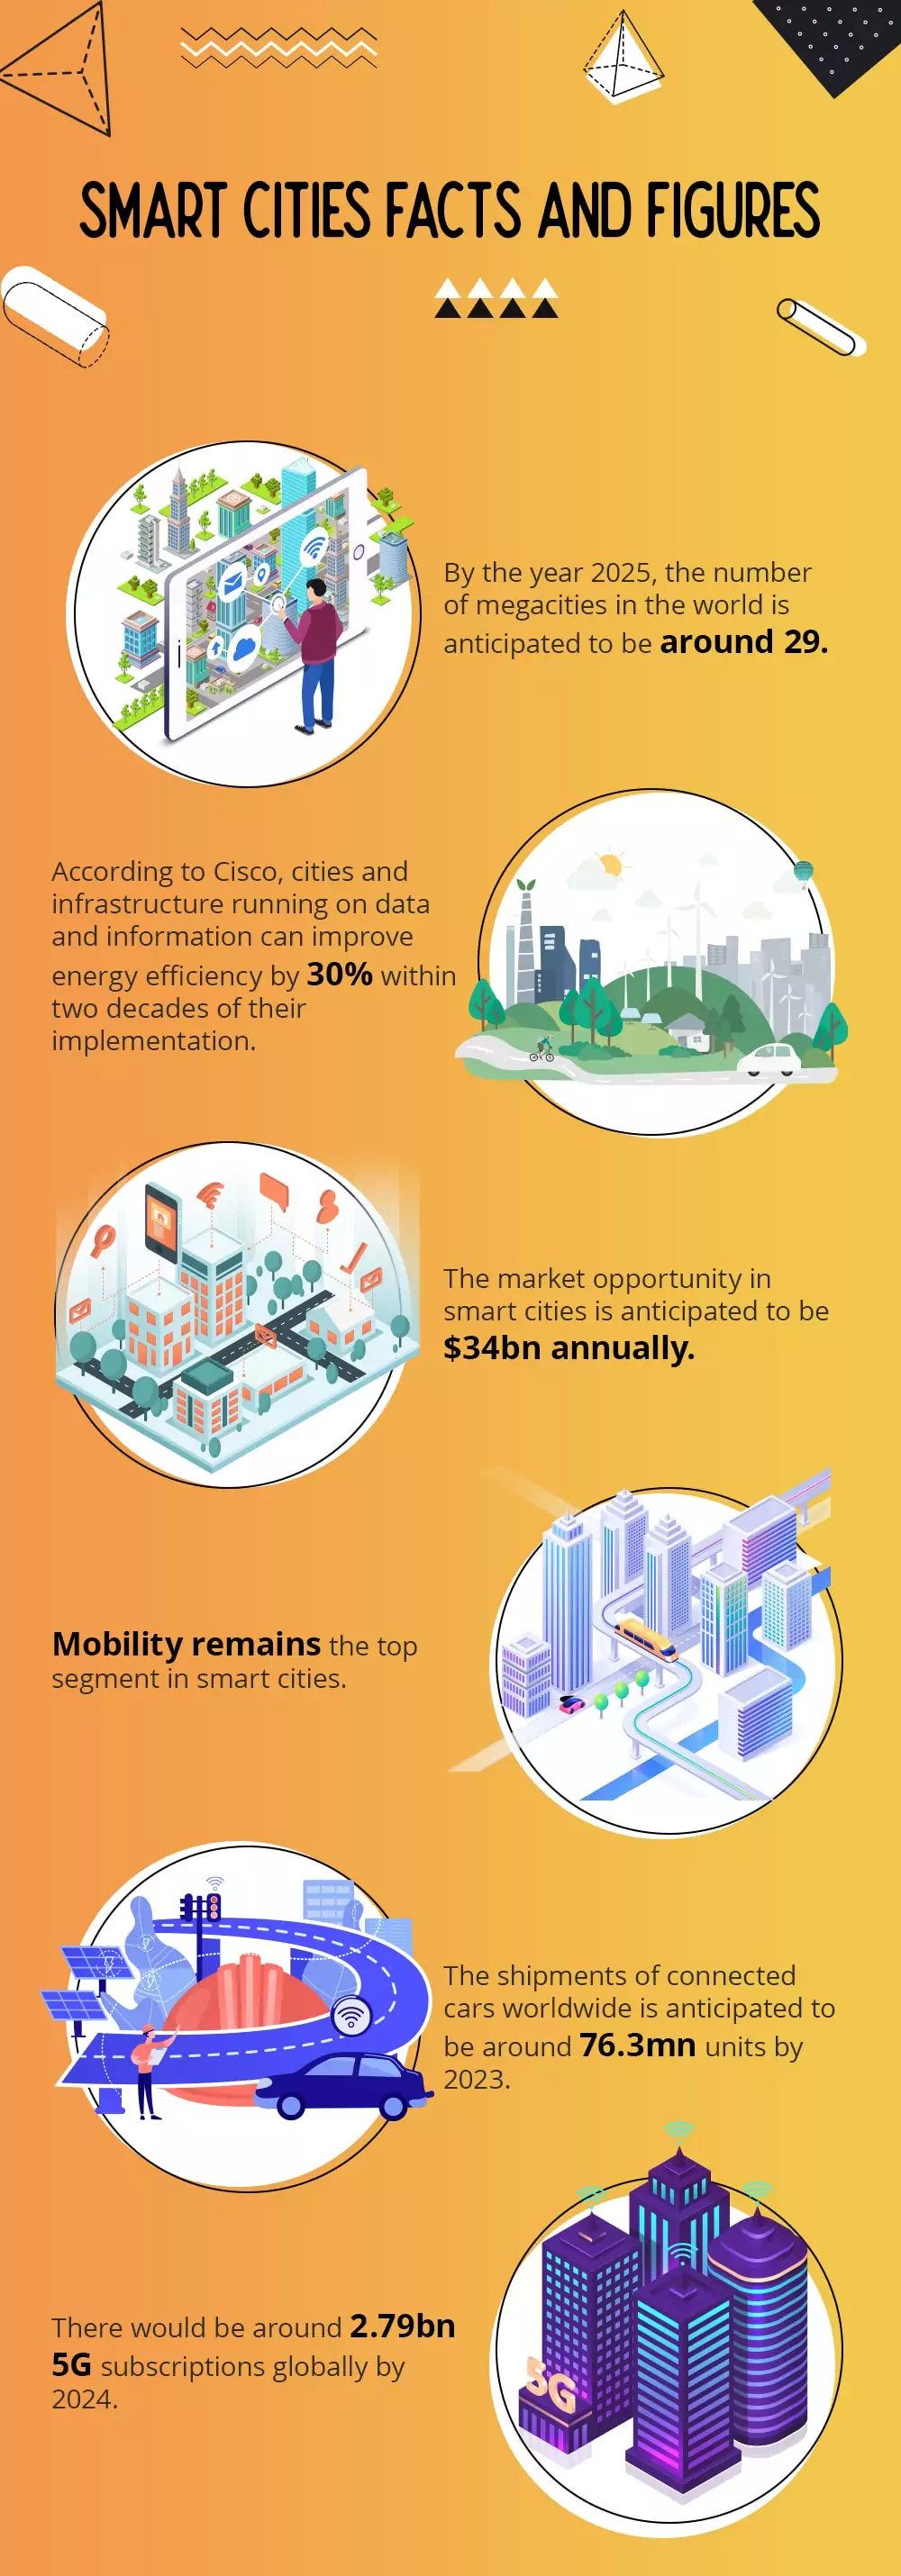 SMART CITIES FACTS AND FIGURES
By the year 2025, the number
of megacities in the world is
anticipated to be around 29.
According to Cisco, cities and
infrastructure running on data
and information can improve
energy efficiency by 30% within
two decades of their
implementation.
The market opportunity in
smart cities is anticipated to be
$34bn annually.
Mobility remains the top
segment in smart cities.
The shipments of connected
cars worldwide is anticipated to
be around 76.3mn units by
2023.
There would be around 2.79bn
5G subscriptions globally by
2024.
5G